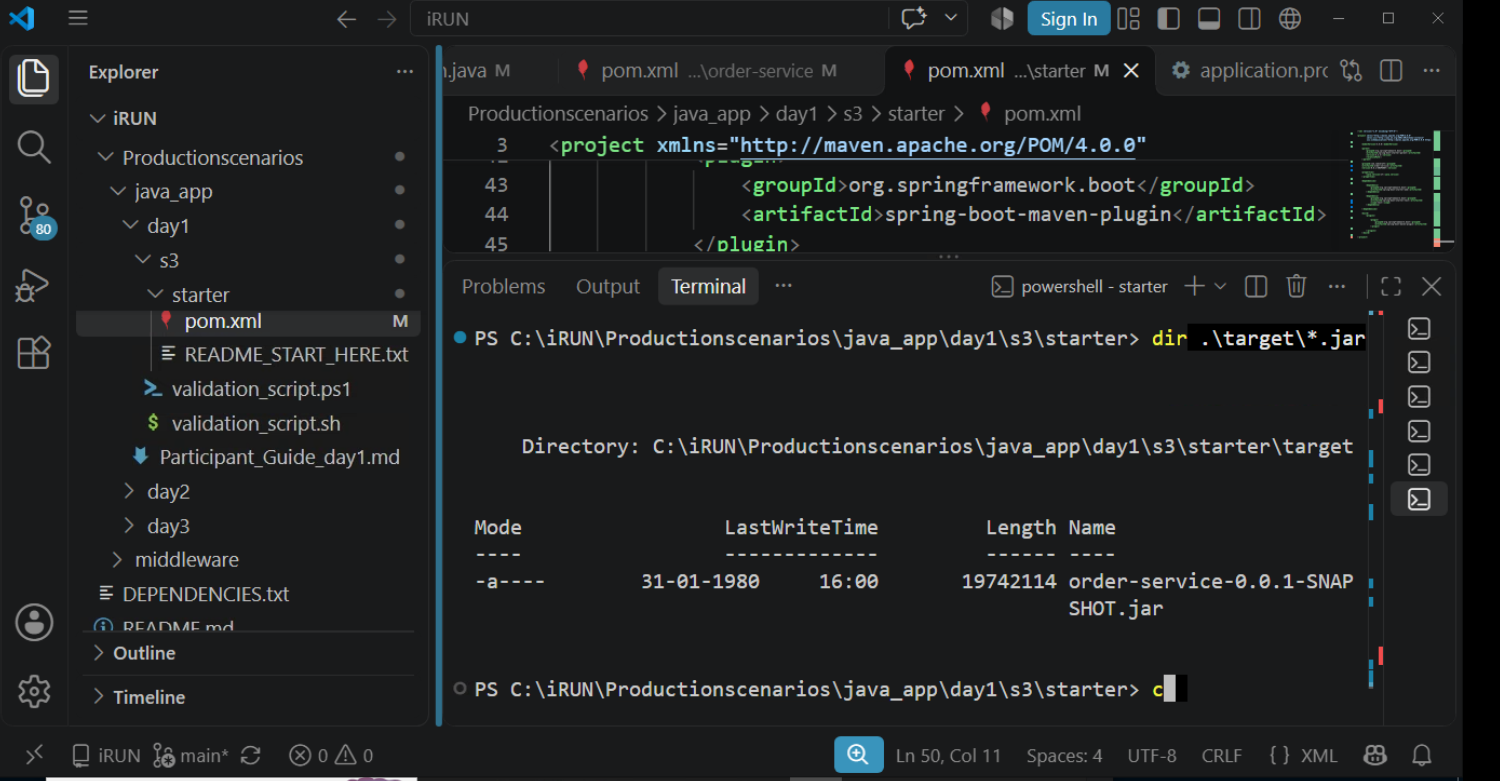 iRUN
Sign In
Explorer
iRUN
Productionscenarios
java_app
day1
s3
starter
pom.xml M
README_START_HERE.txt
validation_script.ps1
validation_script.sh
Participant_Guide_day1.md
day2
day3
middleware
DEPENDENCIES.txt
README.md
Outline
Timeline
80
.java M
pom.xml ...\order-service M
pom.xml ...\starter M
application.pr
Productionscenarios > java_app > day1 > s3 > starter > pom.xml
3 <project xmlns="http://maven.apache.org/POM/4.0.0"
42 <plugin>
43 <groupId>org.springframework.boot</groupId>
44 <artifactId>spring-boot-maven-plugin</artifactId>
45 </plugin>
Problems Output Terminal ...
powershell - starter
PS C:\iRUN\Productionscenarios\java_app\day1\s3\starter> dir .\target\*.jar
Directory: C:\iRUN\Productionscenarios\java_app\day1\s3\starter\target
Mode LastWriteTime Length Name
---- ------------- ------ ----
-a---- 31-01-1980 16:00 19742114 order-service-0.0.1-SNAP
SHOT.jar
PS C:\iRUN\Productionscenarios\java_app\day1\s3\starter> c
iRUN main* 0 0
Ln 50, Col 11 Spaces: 4 UTF-8 CRLF {} XML